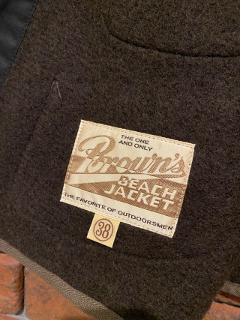 THE ONE
AND ONLY
Brown's
BEACH
JACKET
THE FAVORITE OF OUTDOORSMEN
38